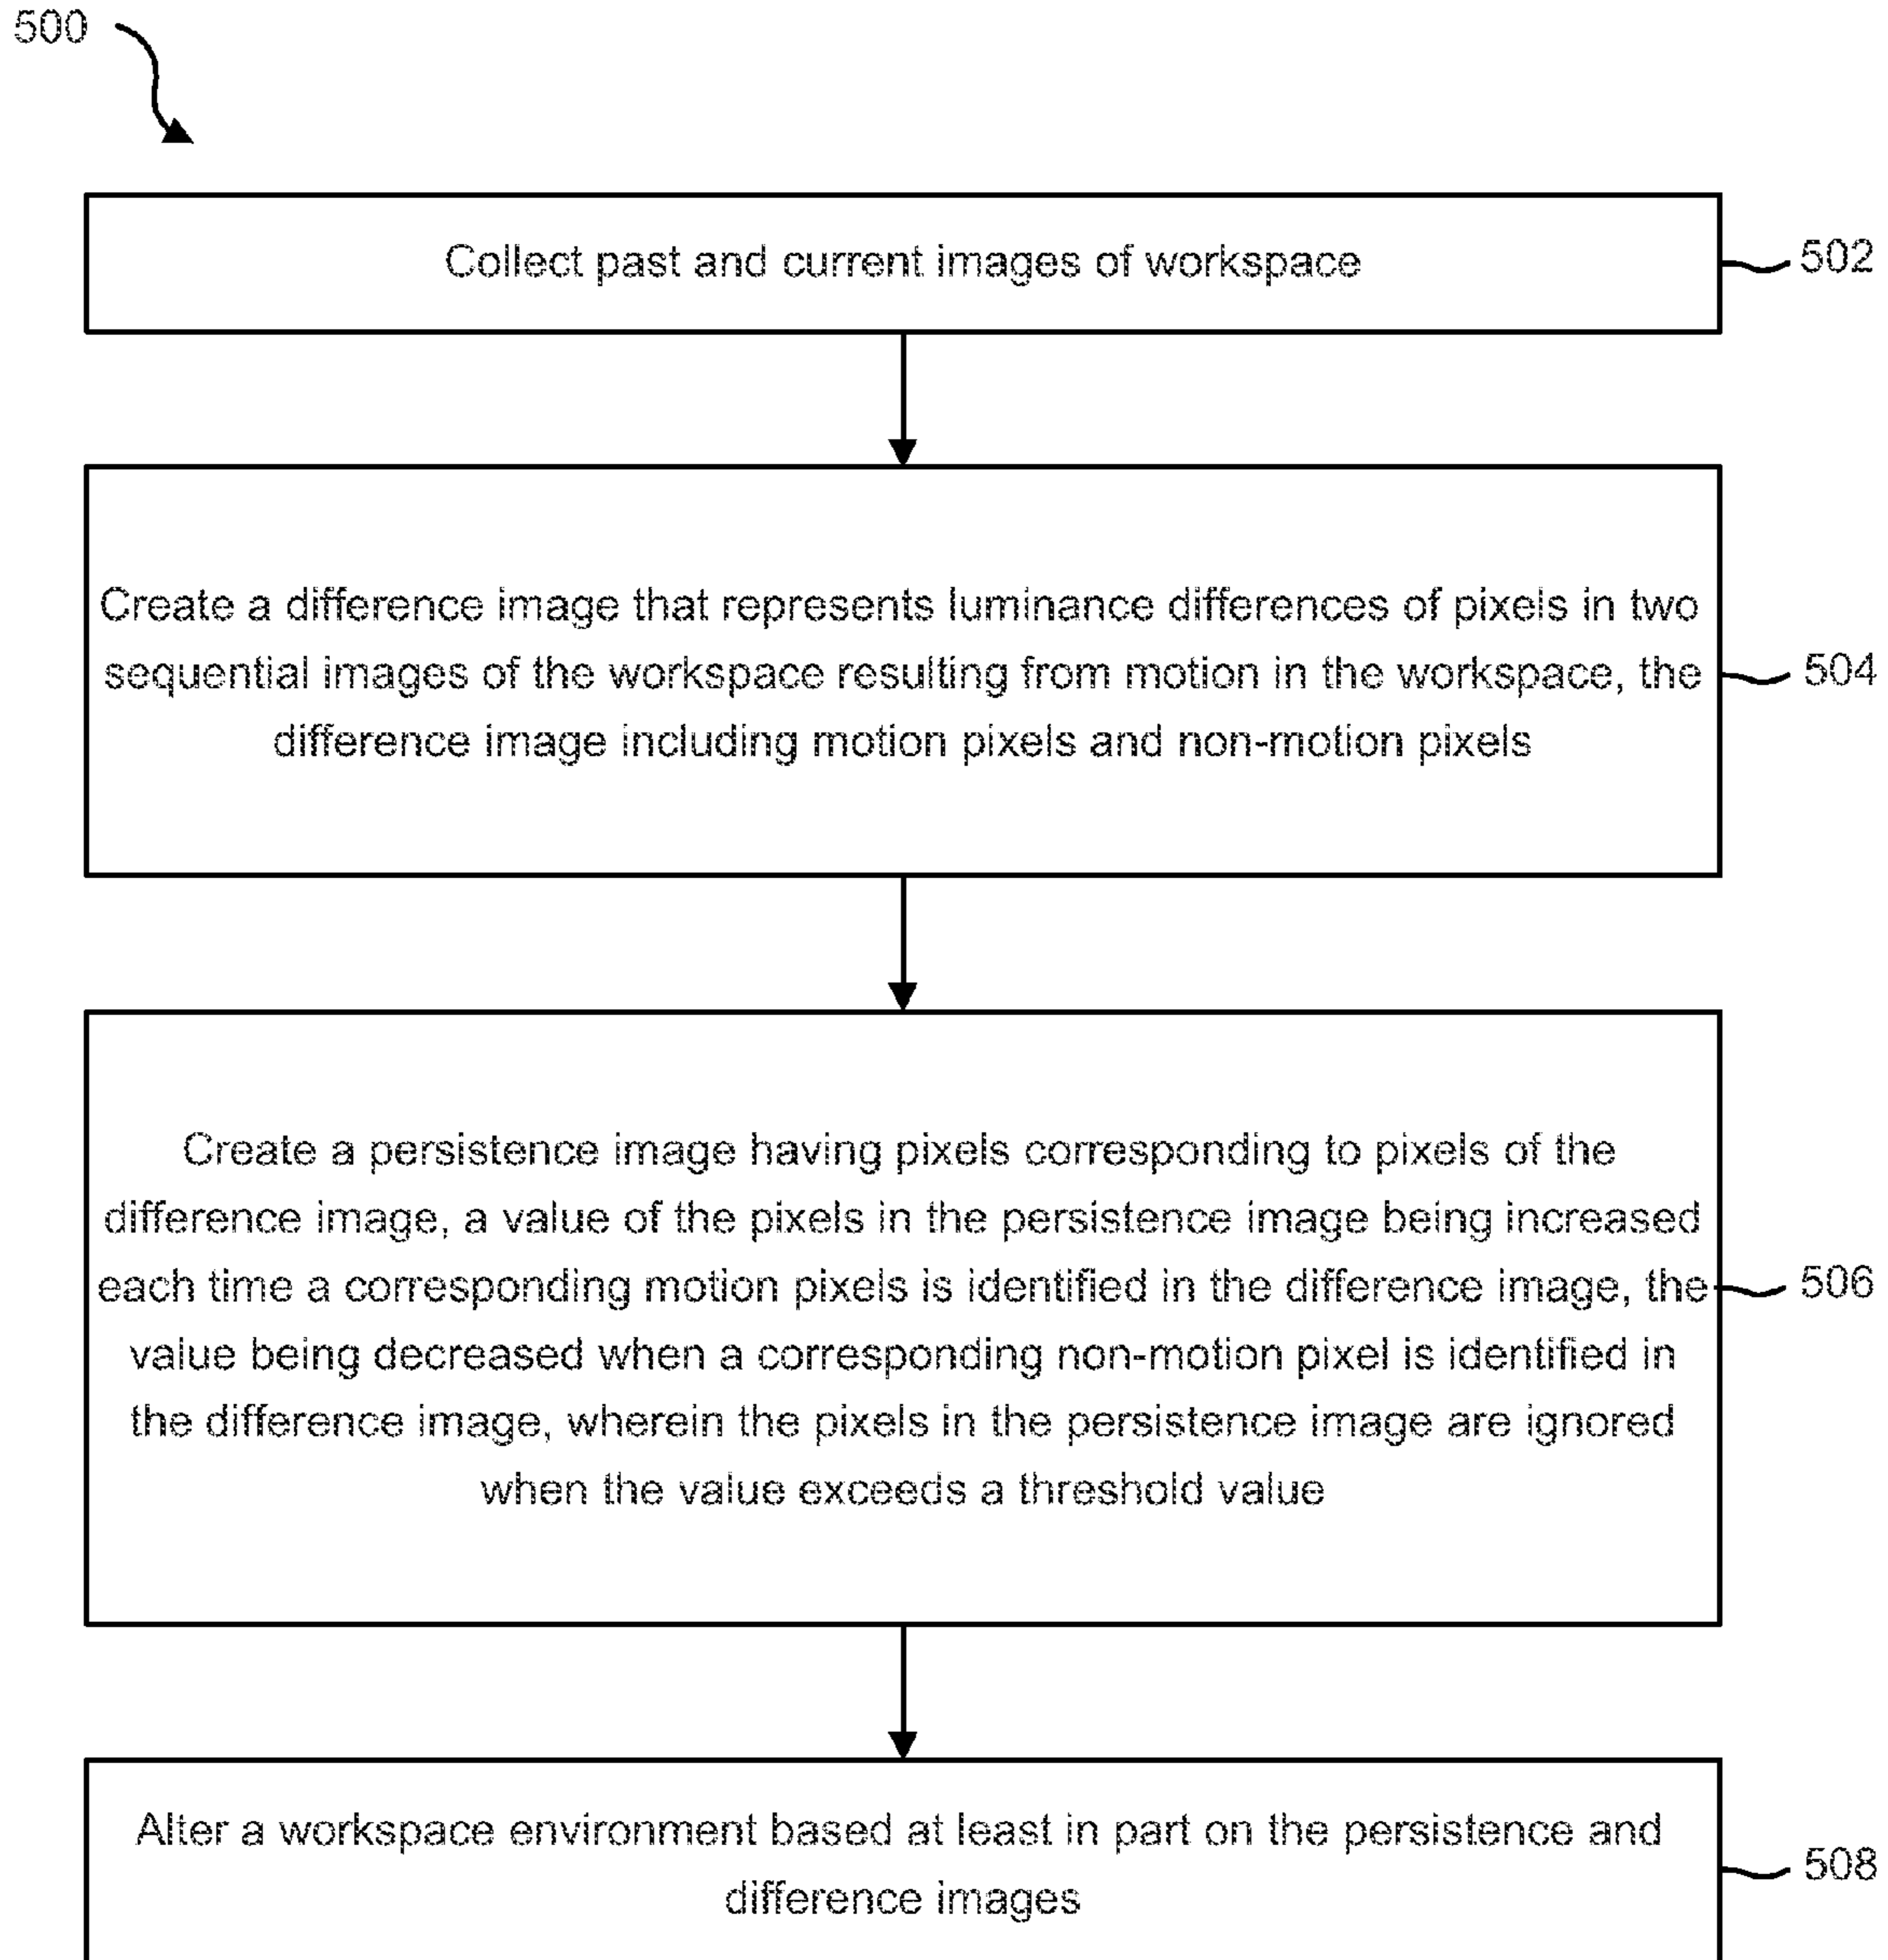 500
Collect past and current images of workspace
502
Create a difference image that represents luminance differences of pixels in two
sequential images of the workspace resulting from motion in the workspace, the
difference image including motion pixels and non-motion pixels
504
Create a persistence image having pixels corresponding to pixels of the
difference image, a value of the pixels in the persistence image being increased
each time a corresponding motion pixels is identified in the difference image, the
value being decreased when a corresponding non-motion pixel is identified in
the difference image, wherein the pixels in the persistence image are ignored
when the value exceeds a threshold value
506
Alter a workspace environment based at least in part on the persistence and
difference images
508